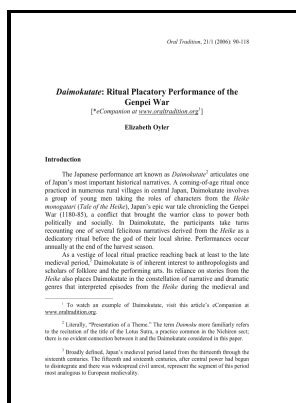 Oral Tradition, 21/1 (2006): 90-118
Daimokutate: Ritual Placatory Performance of the
Genpei War
[*eCompanion at www.oraltradition.org1]
Elizabeth Oyler
Introduction
The Japanese performance art known as Daimokutate2 articulates one
of Japan's most important historical narratives. A coming-of-age ritual once
practiced in numerous rural villages in central Japan, Daimokutate involves
a group of young men taking the roles of characters from the Heike
monogatari (Tale of the Heike), Japan's epic war tale chronicling the Genpei
War (1180-85), a conflict that brought the warrior class to power both
politically and socially. In Daimokutate, the participants take turns
recounting one of several felicitous narratives derived from the Heike as a
dedicatory ritual before the god of their local shrine. Performances occur
annually at the end of the harvest season.
As a vestige of local ritual practice reaching back at least to the late
medieval period,3 Daimokutate is of inherent interest to anthropologists and
scholars of folklore and the performing arts. Its reliance on stories from the
Heike also places Daimokutate in the constellation of narrative and dramatic
genres that interpreted episodes from the Heike during the medieval and
1 To watch an example of Daimokutate, visit this article's eCompanion at
www.oraltradition.org.
2 Literally, "Presentation of a Theme." The term Daimoku more familiarly refers
to the recitation of the title of the Lotus Sutra, a practice common in the Nichiren sect;
there is no evident connection between it and the Daimokutate considered in this paper.
3 Broadly defined, Japan's medieval period lasted from the thirteenth through the
sixteenth centuries. The fifteenth and sixteenth centuries, after central power had begun
to disintegrate and there was widespread civil unrest, represent the segment of this period
most analogous to European medievality.